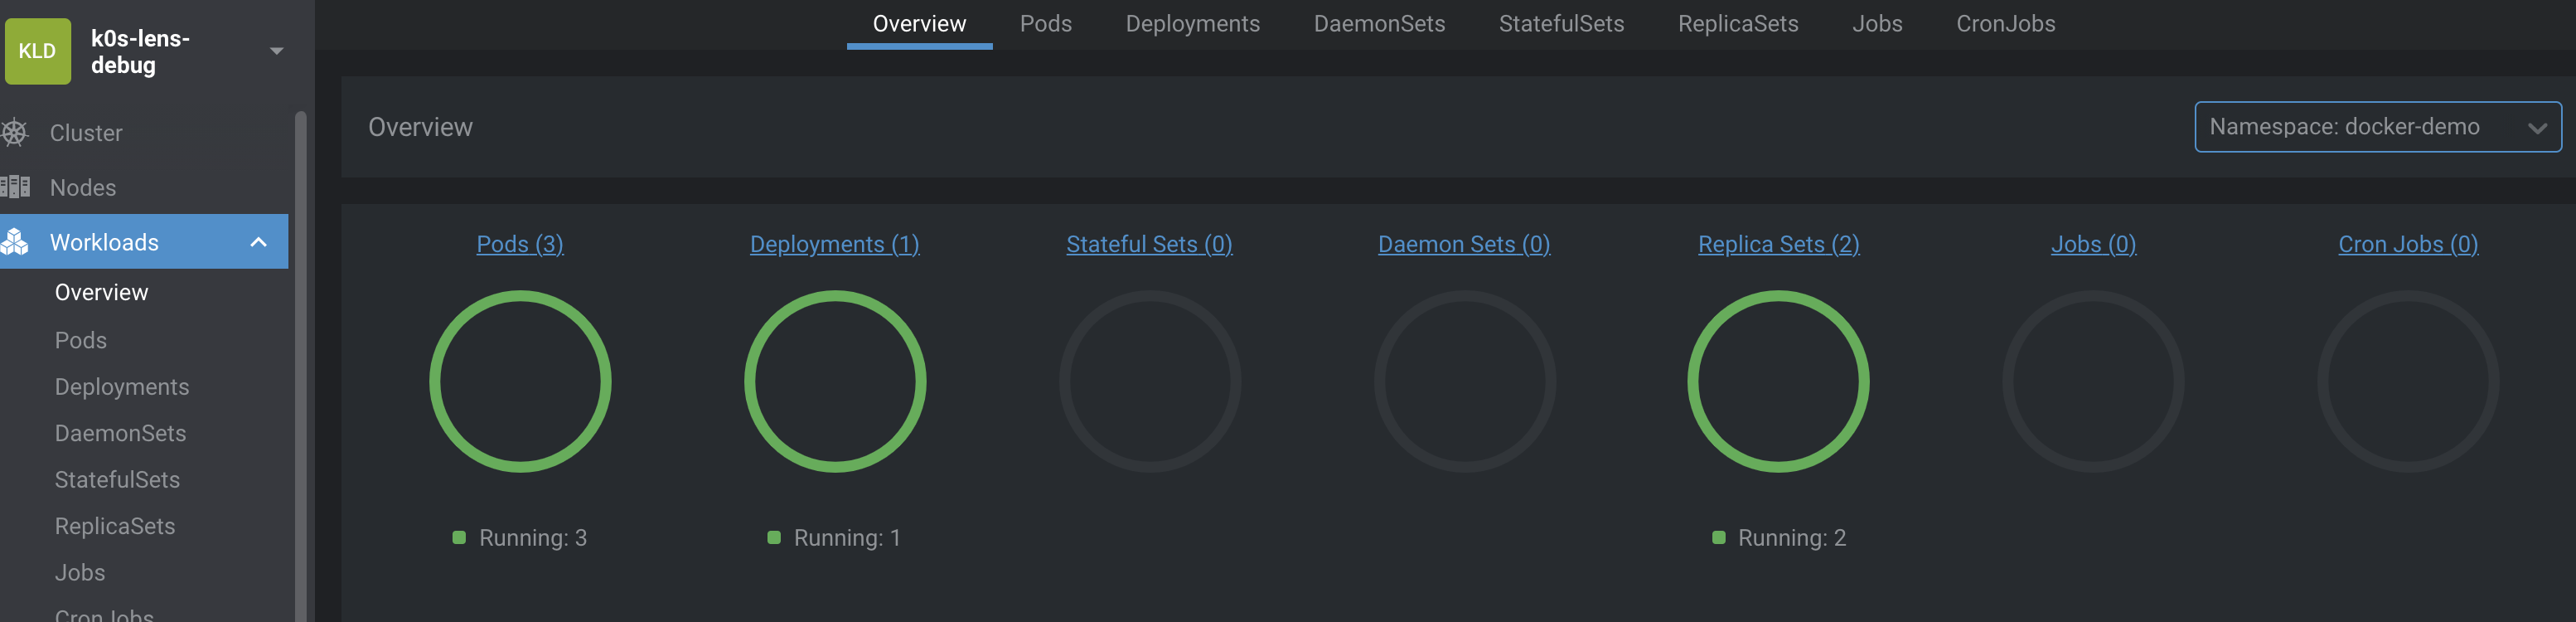 KLD
k0s-lens-
debug
Cluster
Nodes
Workloads
Overview
Pods
Deployments
DaemonSets
StatefulSets
ReplicaSets
Jobs
CronJobs
Overview Pods Deployments DaemonSets StatefulSets ReplicaSets Jobs CronJobs
Overview
Namespace: docker-demo
Pods (3) Deployments (1) Stateful Sets (0) Daemon Sets (0) Replica Sets (2) Jobs (0) Cron Jobs (0)
Running: 3 Running: 1 Running: 2